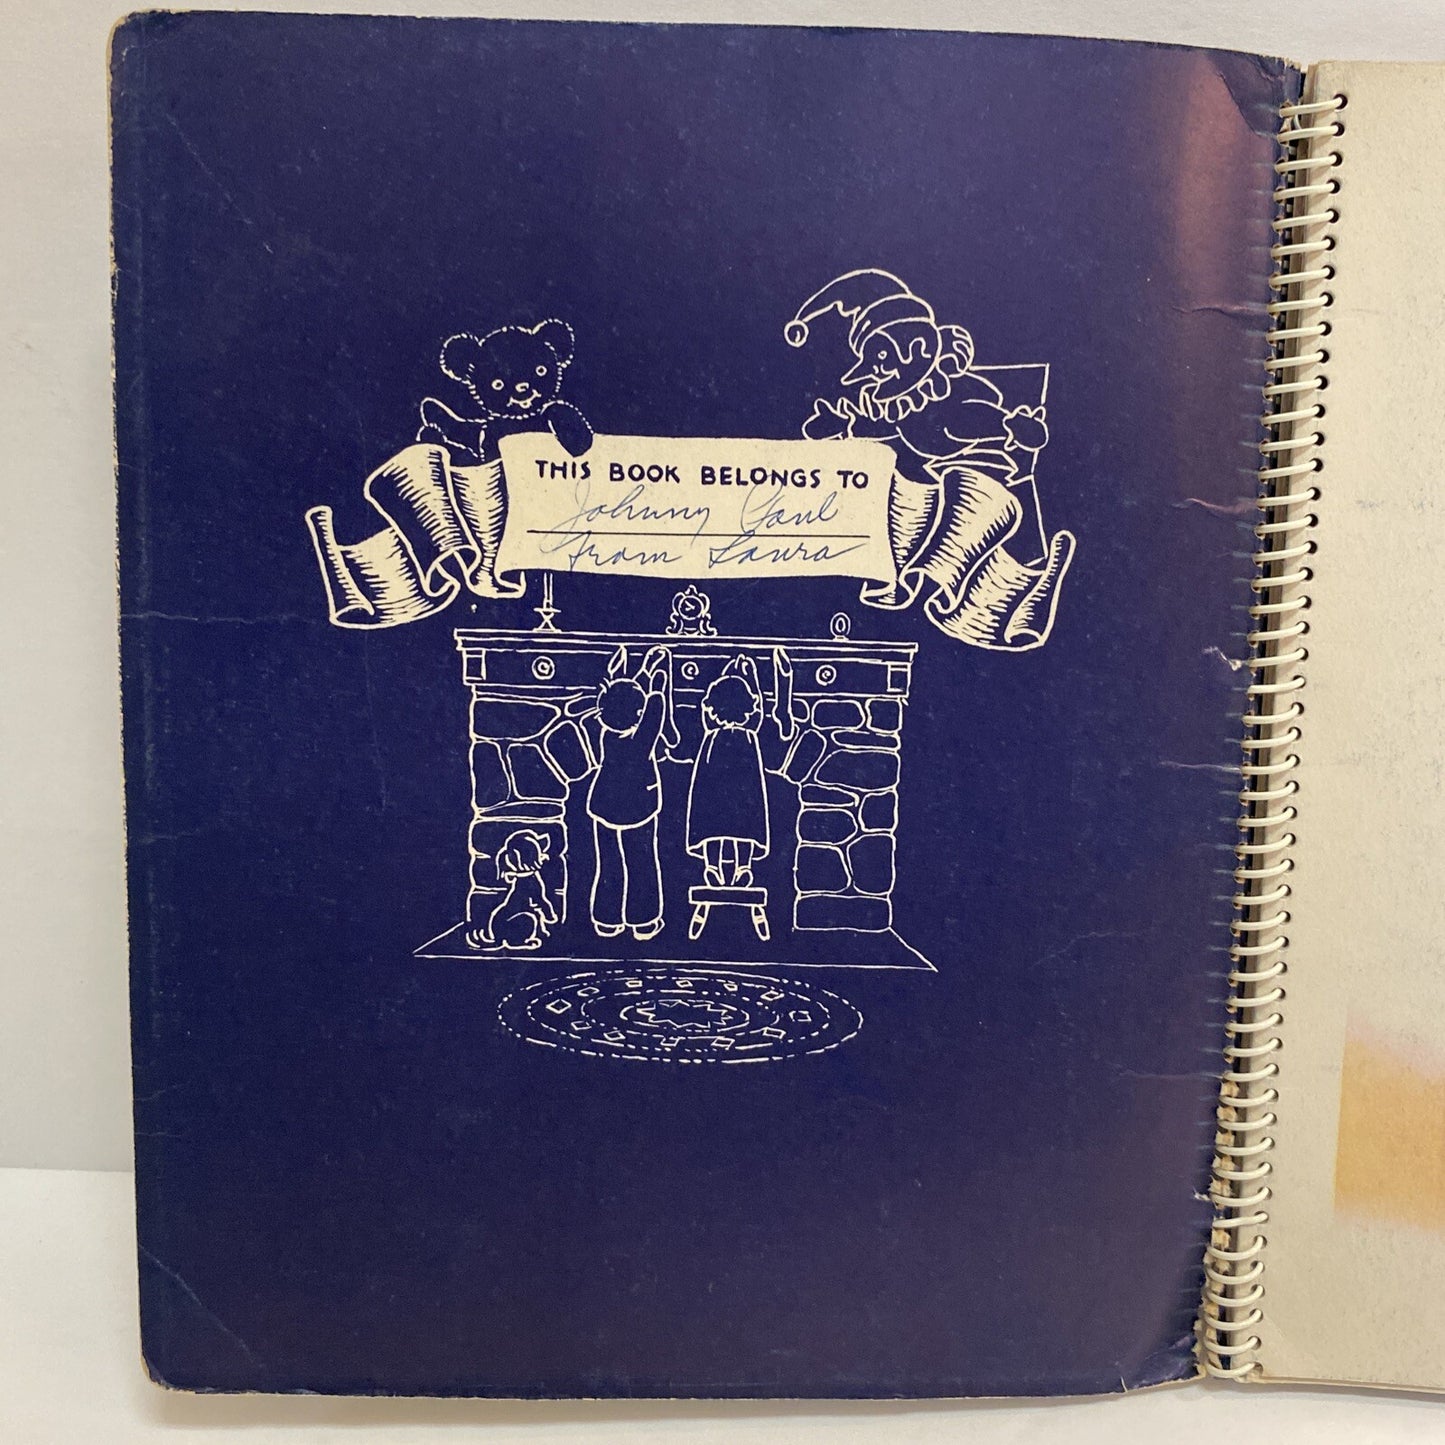 THIS BOOK BELONGS TO
Johnny Paul
From Laura